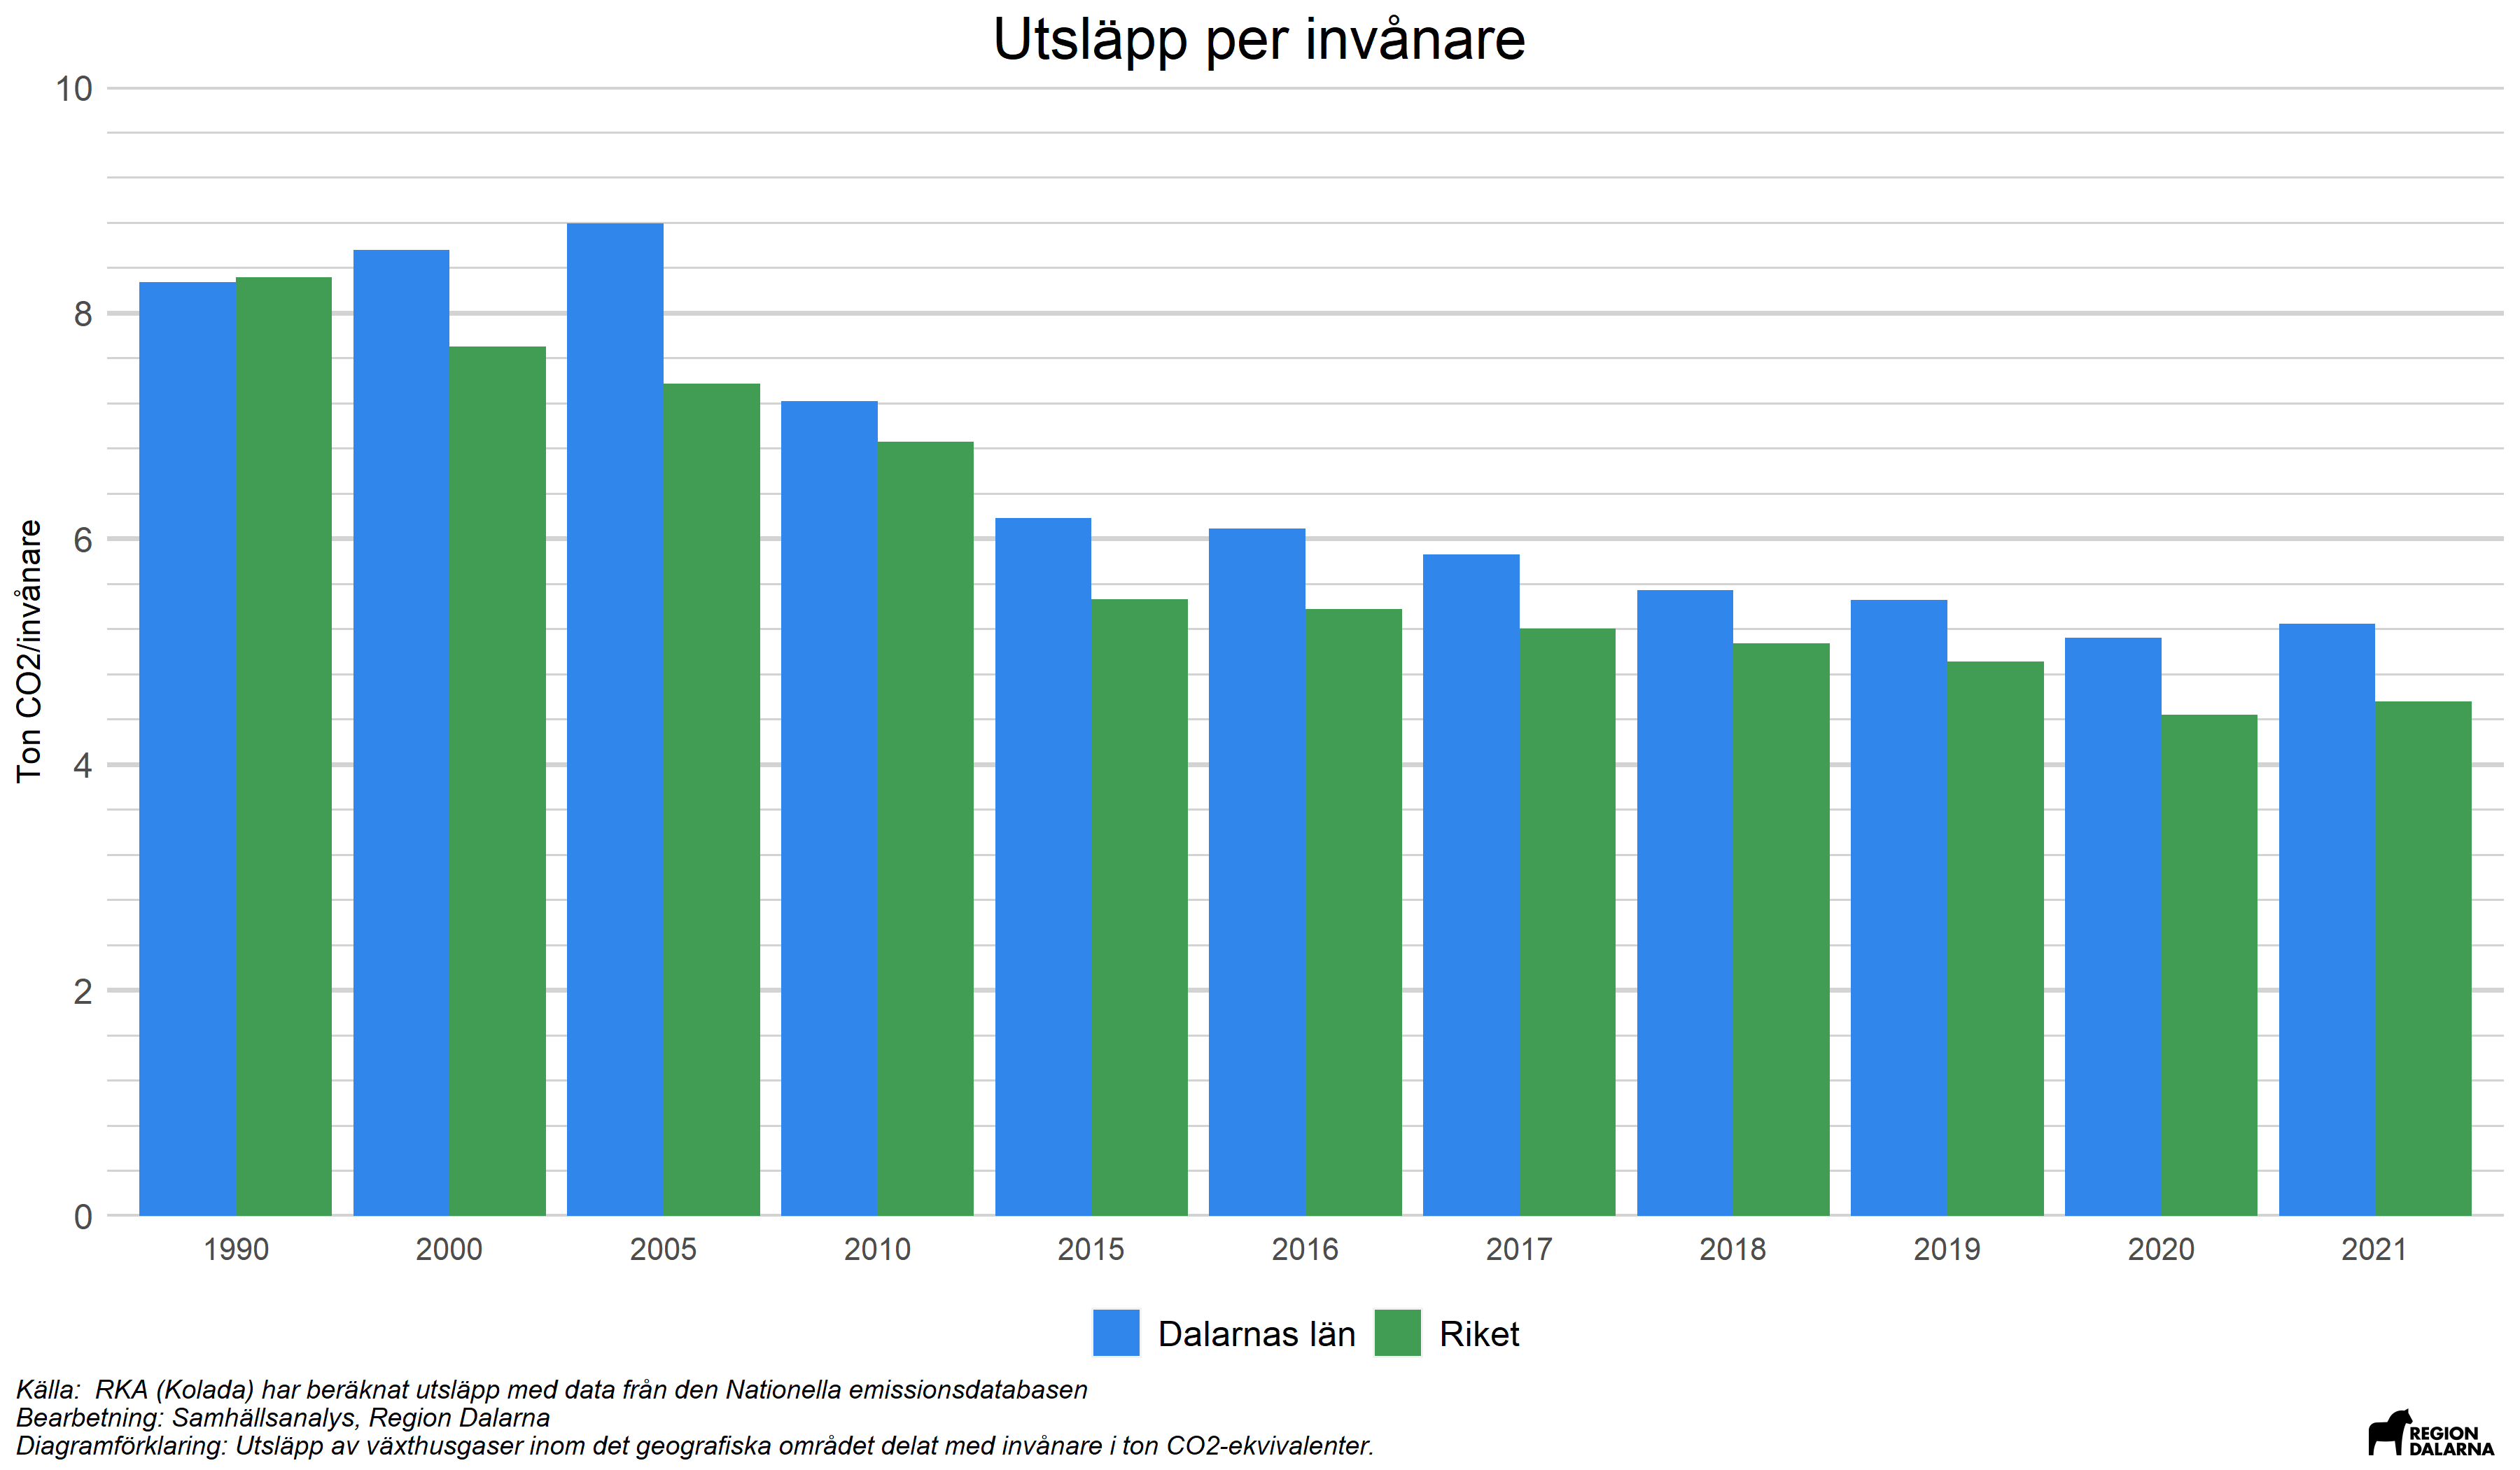 Utsläpp per invånare
Ton CO2/invånare
10
8
6
4
2
0
1990 2000 2005 2010 2015 2016 2017 2018 2019 2020 2021
Dalarnas län Riket
Källa:  RKA (Kolada) har beräknat utsläpp med data från den Nationella emissionsdatabasen
Bearbetning: Samhällsanalys, Region Dalarna
Diagramförklaring: Utsläpp av växthusgaser inom det geografiska området delat med invånare i ton CO2-ekvivalenter.
REGION
DALARNA